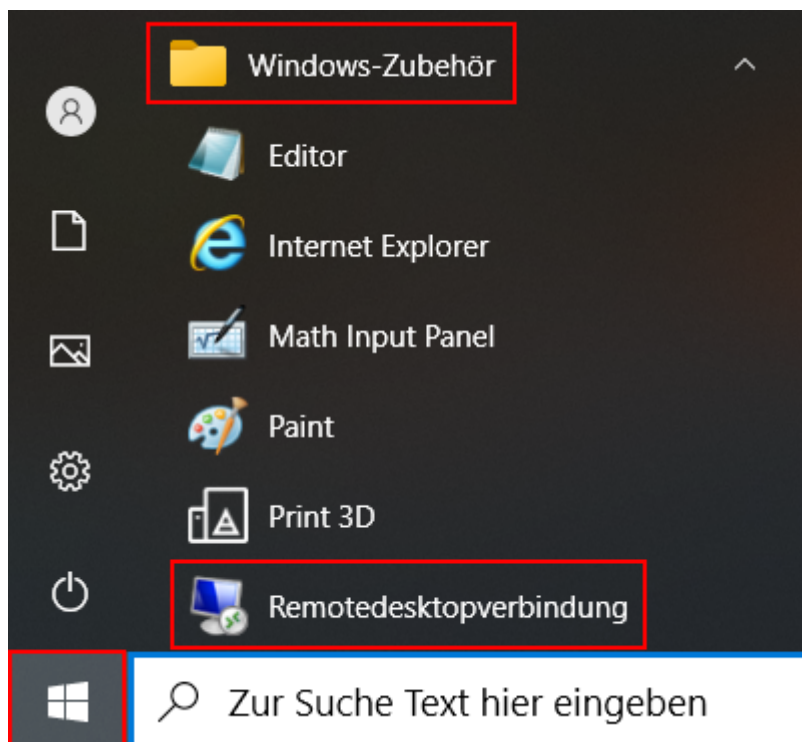 Windows-Zubehör
Editor
Internet Explorer
Math Input Panel
Paint
Print 3D
Remotedesktopverbindung
Zur Suche Text hier eingeben